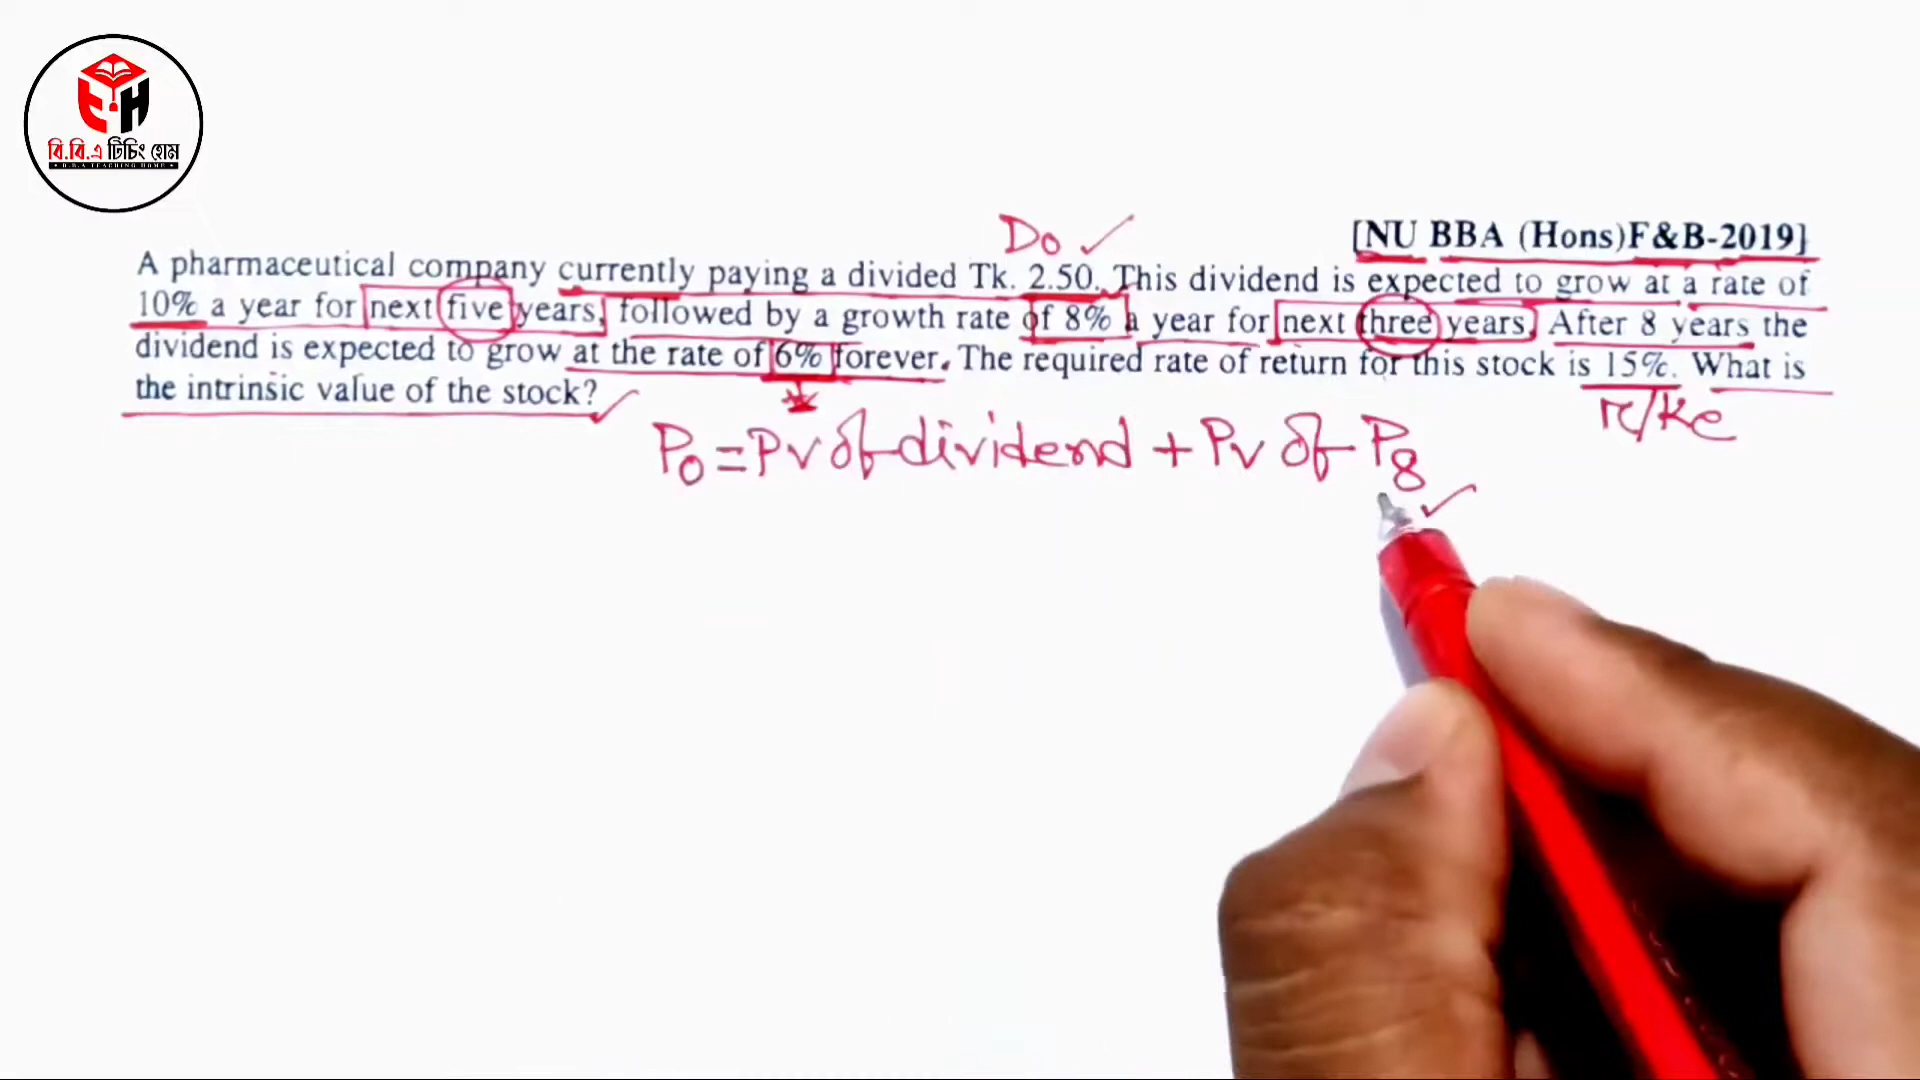 EH
বি.বি.এ টিচিং হোম
B.B.A TEACHING HOME
Do ✓
[NU BBA (Hons)F&B-2019]
A pharmaceutical company currently paying a divided Tk. 2.50. This dividend is expected to grow at a rate of
10% a year for next five years, followed by a growth rate of 8% a year for next three years. After 8 years the
dividend is expected to grow at the rate of 6% forever. The required rate of return for this stock is 15%. What is
the intrinsic value of the stock?
r/Ke
P0 = Pv of dividend + Pv of P8